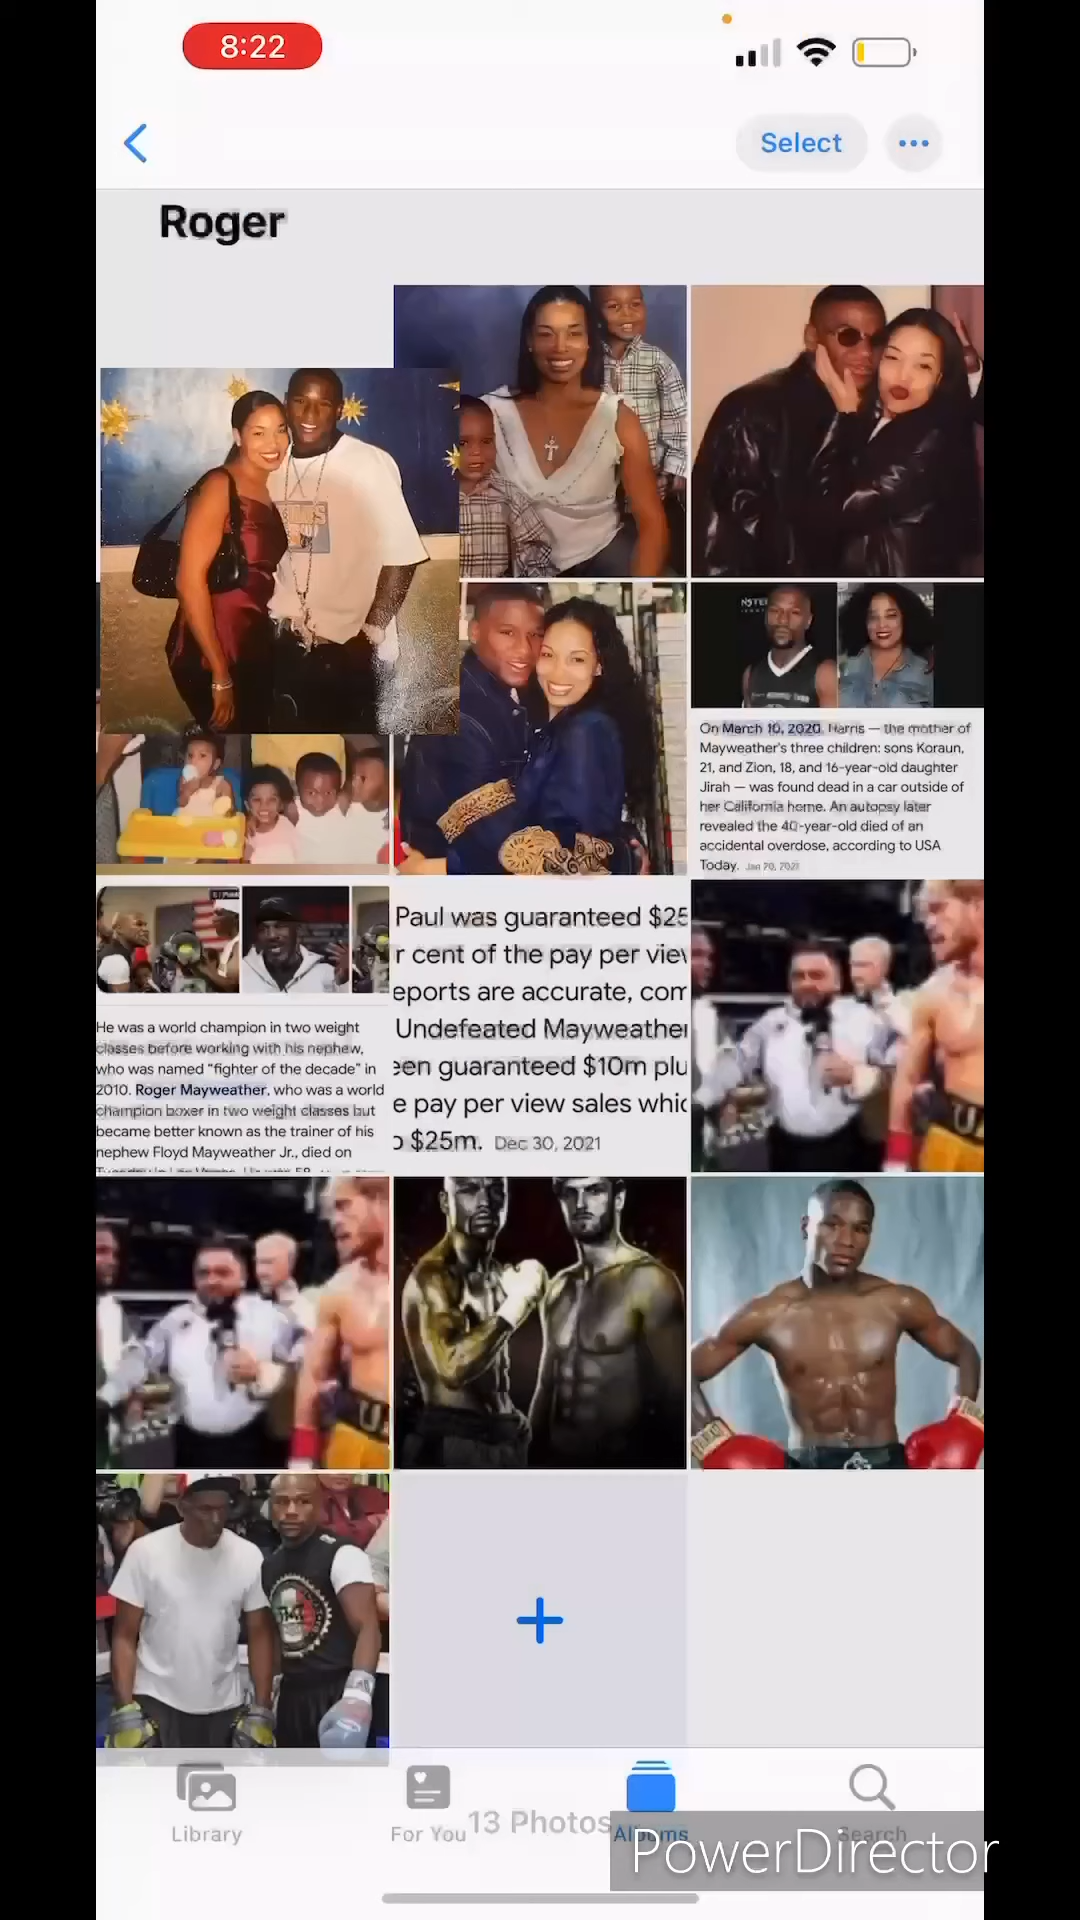 8:22
Select
Roger
On March 10, 2020, Harris — the mother of
Mayweather's three children: sons Koraun,
21, and Zion, 18, and 16-year-old daughter
Jirah — was found dead in a car outside of
her California home. An autopsy later
revealed the 40-year-old died of an
accidental overdose, according to USA
Today. Jan 20, 2021
He was a world champion in two weight
classes before working with his nephew,
who was named "fighter of the decade" in
2010. Roger Mayweather, who was a world
champion boxer in two weight classes but
became better known as the trainer of his
nephew Floyd Mayweather Jr., died on
Paul was guaranteed $25
r cent of the pay per view
eports are accurate, com
Undefeated Mayweather
een guaranteed $10m plu
e pay per view sales whic
o $25m. Dec 30, 2021
Library
For You
13 Photos
Albums
Search
PowerDirector